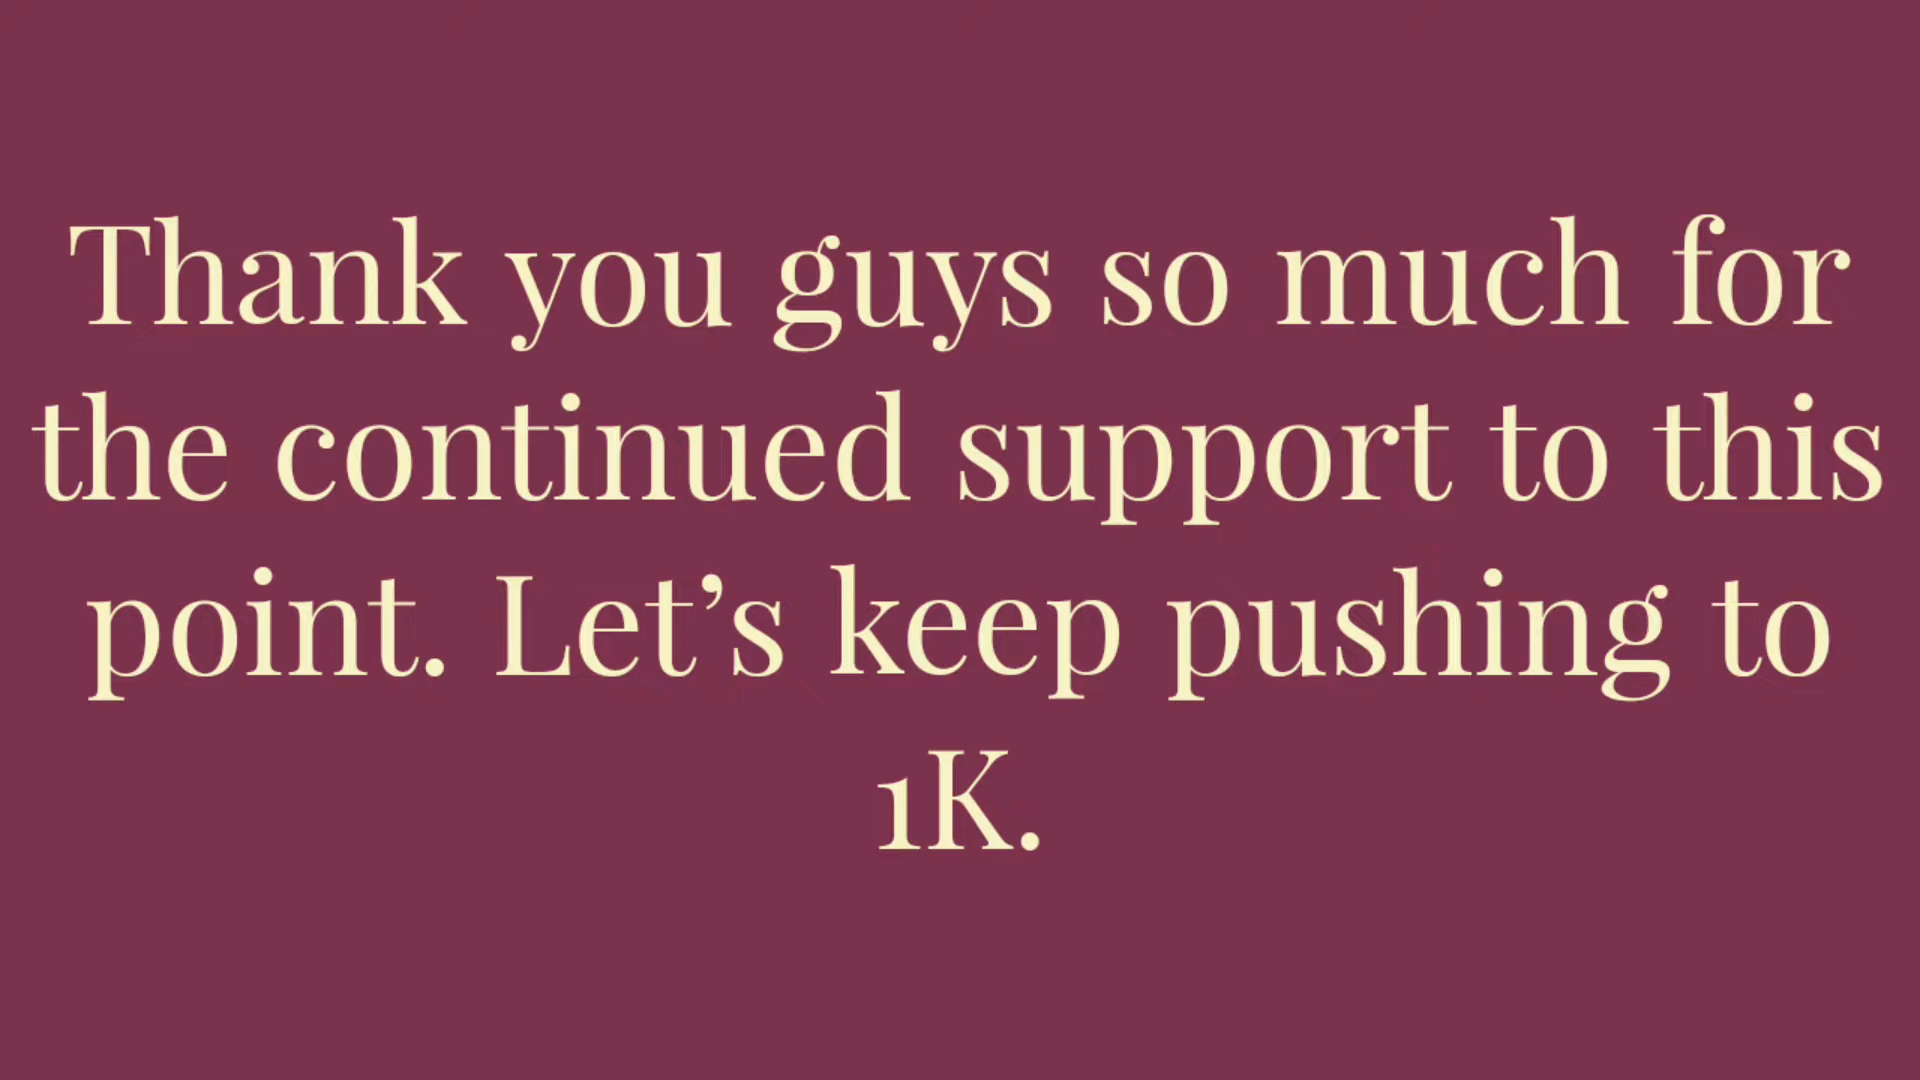 Thank you guys so much for
the continued support to this
point. Let’s keep pushing to
1K.